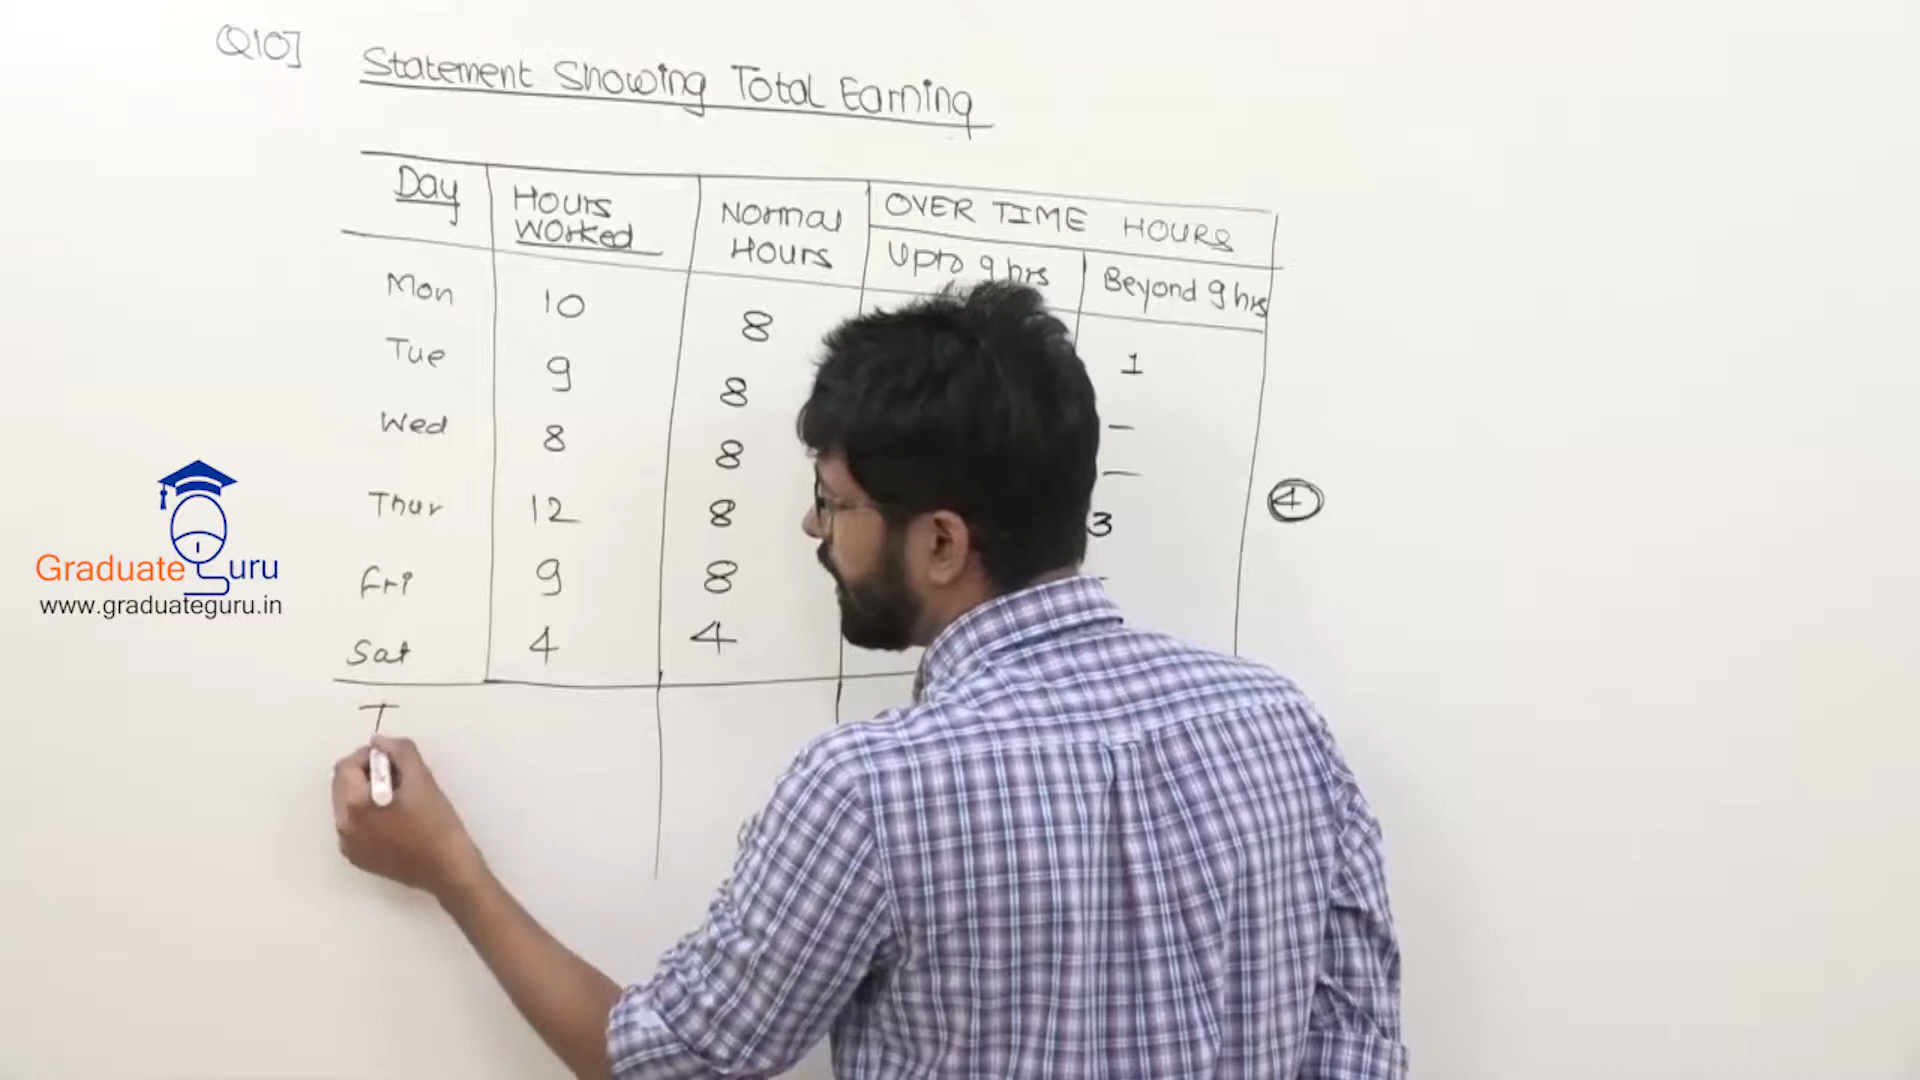 Q10]
Statement Showing Total Earning
Day
Hours Worked
Normal Hours
OVER TIME HOURS
Upto 9 hrs
Beyond 9 hrs
Mon 10 8 1
Tue 9 8 —
Wed 8 8 —
Thur 12 8 3
Fri 9 8
Sat 4 4
4
T
Graduate Guru
www.graduateguru.in